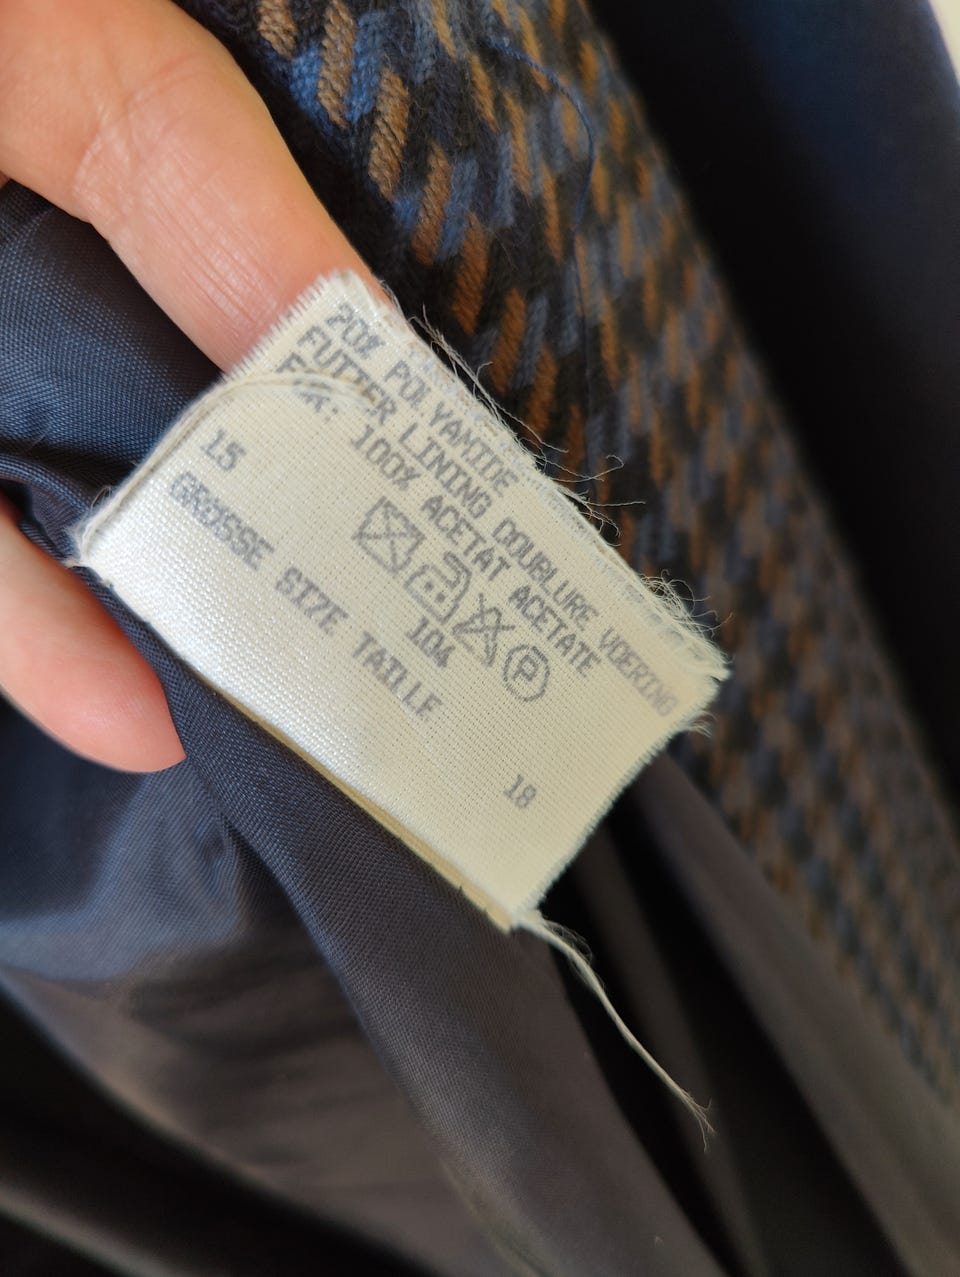 20% POLYAMIDE
FUTTER LINING DOUBLURE VOERING
100% ACETAT ACETATE
15
P
104
GROSSE SIZE TAILLE
18